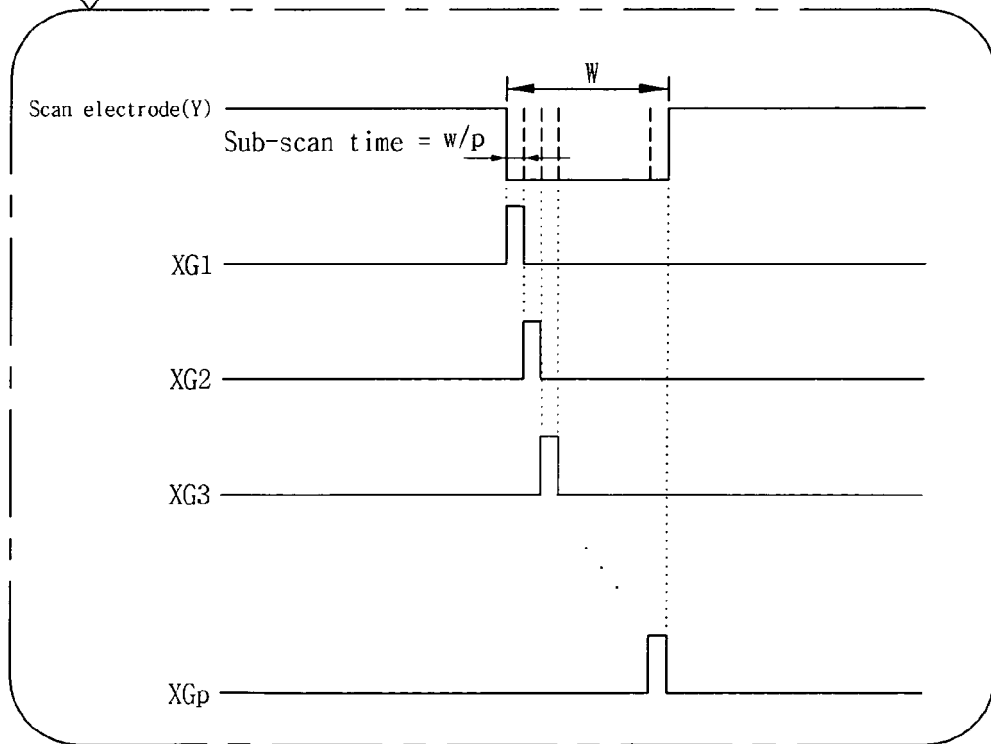 W
Scan electrode(Y)
Sub-scan time = w/p
XG1
XG2
XG3
XGp